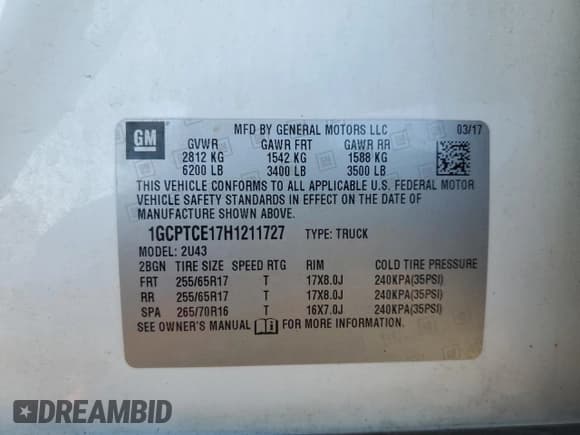 GM
MFD BY GENERAL MOTORS LLC 03/17
GVWR GAWR FRT GAWR RR
2812 KG 1542 KG 1588 KG
6200 LB 3400 LB 3500 LB
THIS VEHICLE CONFORMS TO ALL APPLICABLE U.S. FEDERAL MOTOR
VEHICLE SAFETY STANDARDS IN EFFECT ON THE DATE OF
MANUFACTURE SHOWN ABOVE.
1GCPTCE17H1211727 TYPE: TRUCK
MODEL: 2U43
2BGN TIRE SIZE SPEED RTG RIM COLD TIRE PRESSURE
FRT 255/65R17 T 17X8.0J 240KPA(35PSI)
RR 255/65R17 T 17X8.0J 240KPA(35PSI)
SPA 265/70R16 T 16X7.0J 240KPA(35PSI)
SEE OWNER'S MANUAL FOR MORE INFORMATION.
DREAMBID